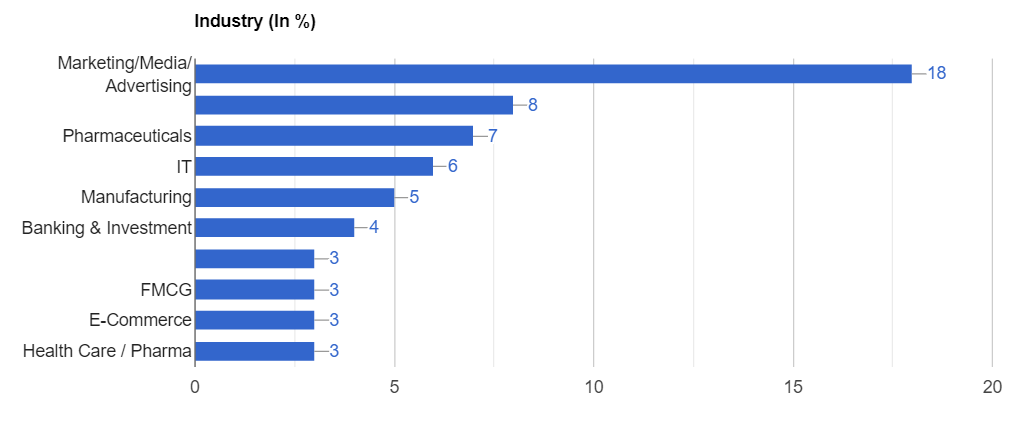 Industry (In %)
Marketing/Media/
Advertising
18
8
Pharmaceuticals
7
IT
6
Manufacturing
5
Banking & Investment
4
3
FMCG
3
E-Commerce
3
Health Care / Pharma
3
0 5 10 15 20